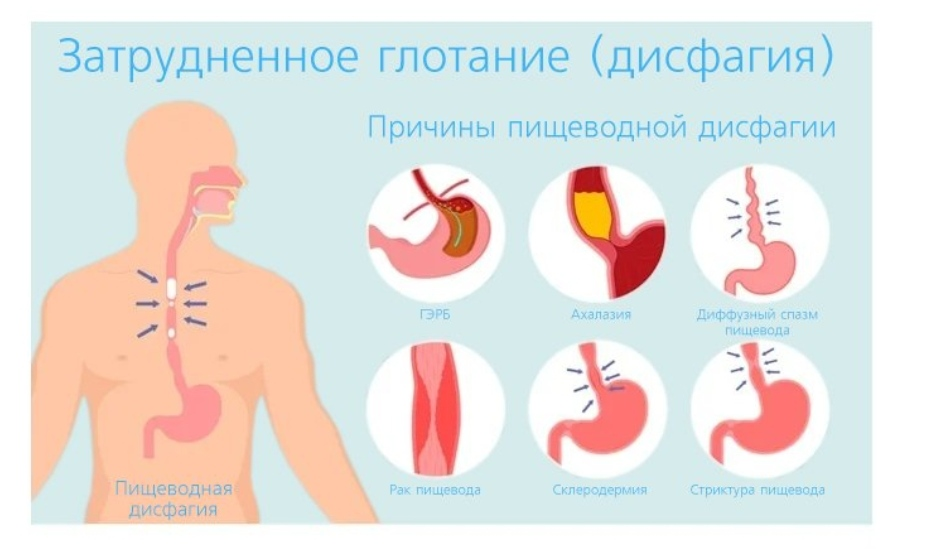 Затрудненное глотание (дисфагия)
Причины пищеводной дисфагии
ГЭРБ
Ахалазия
Диффузный спазм
пищевода
Рак пищевода
Склеродермия
Стриктура пищевода
Пищеводная
дисфагия